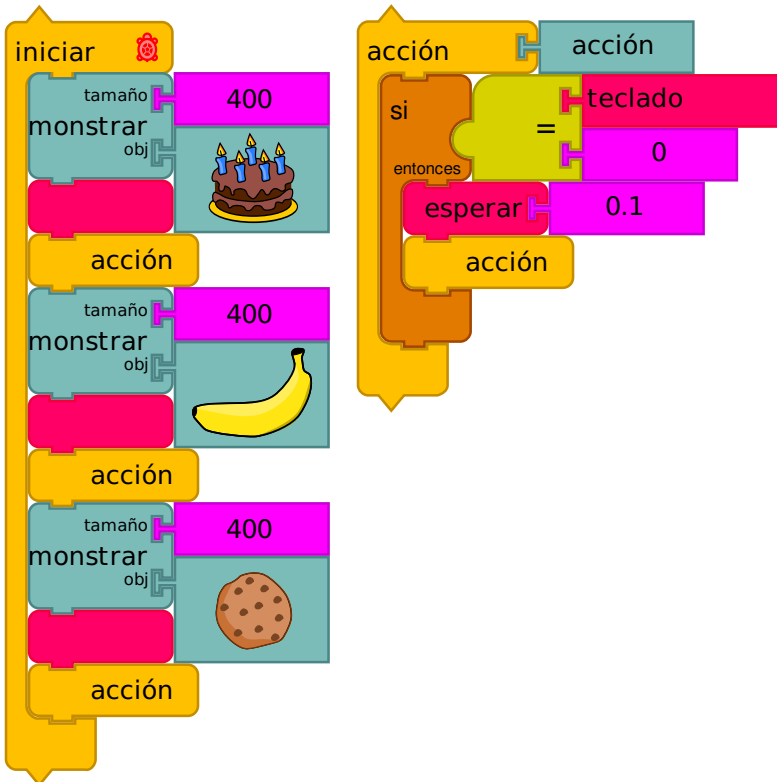 iniciar
tamaño 400
monstrar
obj
acción
tamaño 400
monstrar
obj
acción
tamaño 400
monstrar
obj
acción
acción acción
si = teclado
0
entonces
esperar 0.1
acción